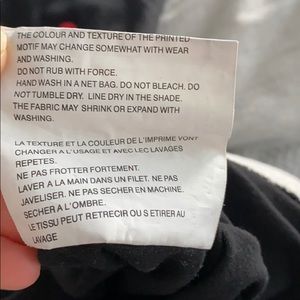 THE COLOUR AND TEXTURE OF THE PRINTED
MOTIF MAY CHANGE SOMEWHAT WITH WEAR
AND WASHING.
DO NOT RUB WITH FORCE.
HAND WASH IN A NET BAG. DO NOT BLEACH. DO
NOT TUMBLE DRY. LINE DRY IN THE SHADE.
THE FABRIC MAY SHRINK OR EXPAND WITH
WASHING.
LA TEXTURE ET LA COULEUR DE L'IMPRIME VONT
CHANGER A L'USAGE ET AVEC LEC LAVAGES
REPETES.
NE PAS FROTTER FORTEMENT.
LAVER A LA MAIN DANS UN FILET. NE PAS
JAVELISER. NE PAS SECHER EN MACHINE.
SECHER A L'OMBRE.
LE TISSU PEUT RETRECIR OU S ETIRER AU
LAVAGE